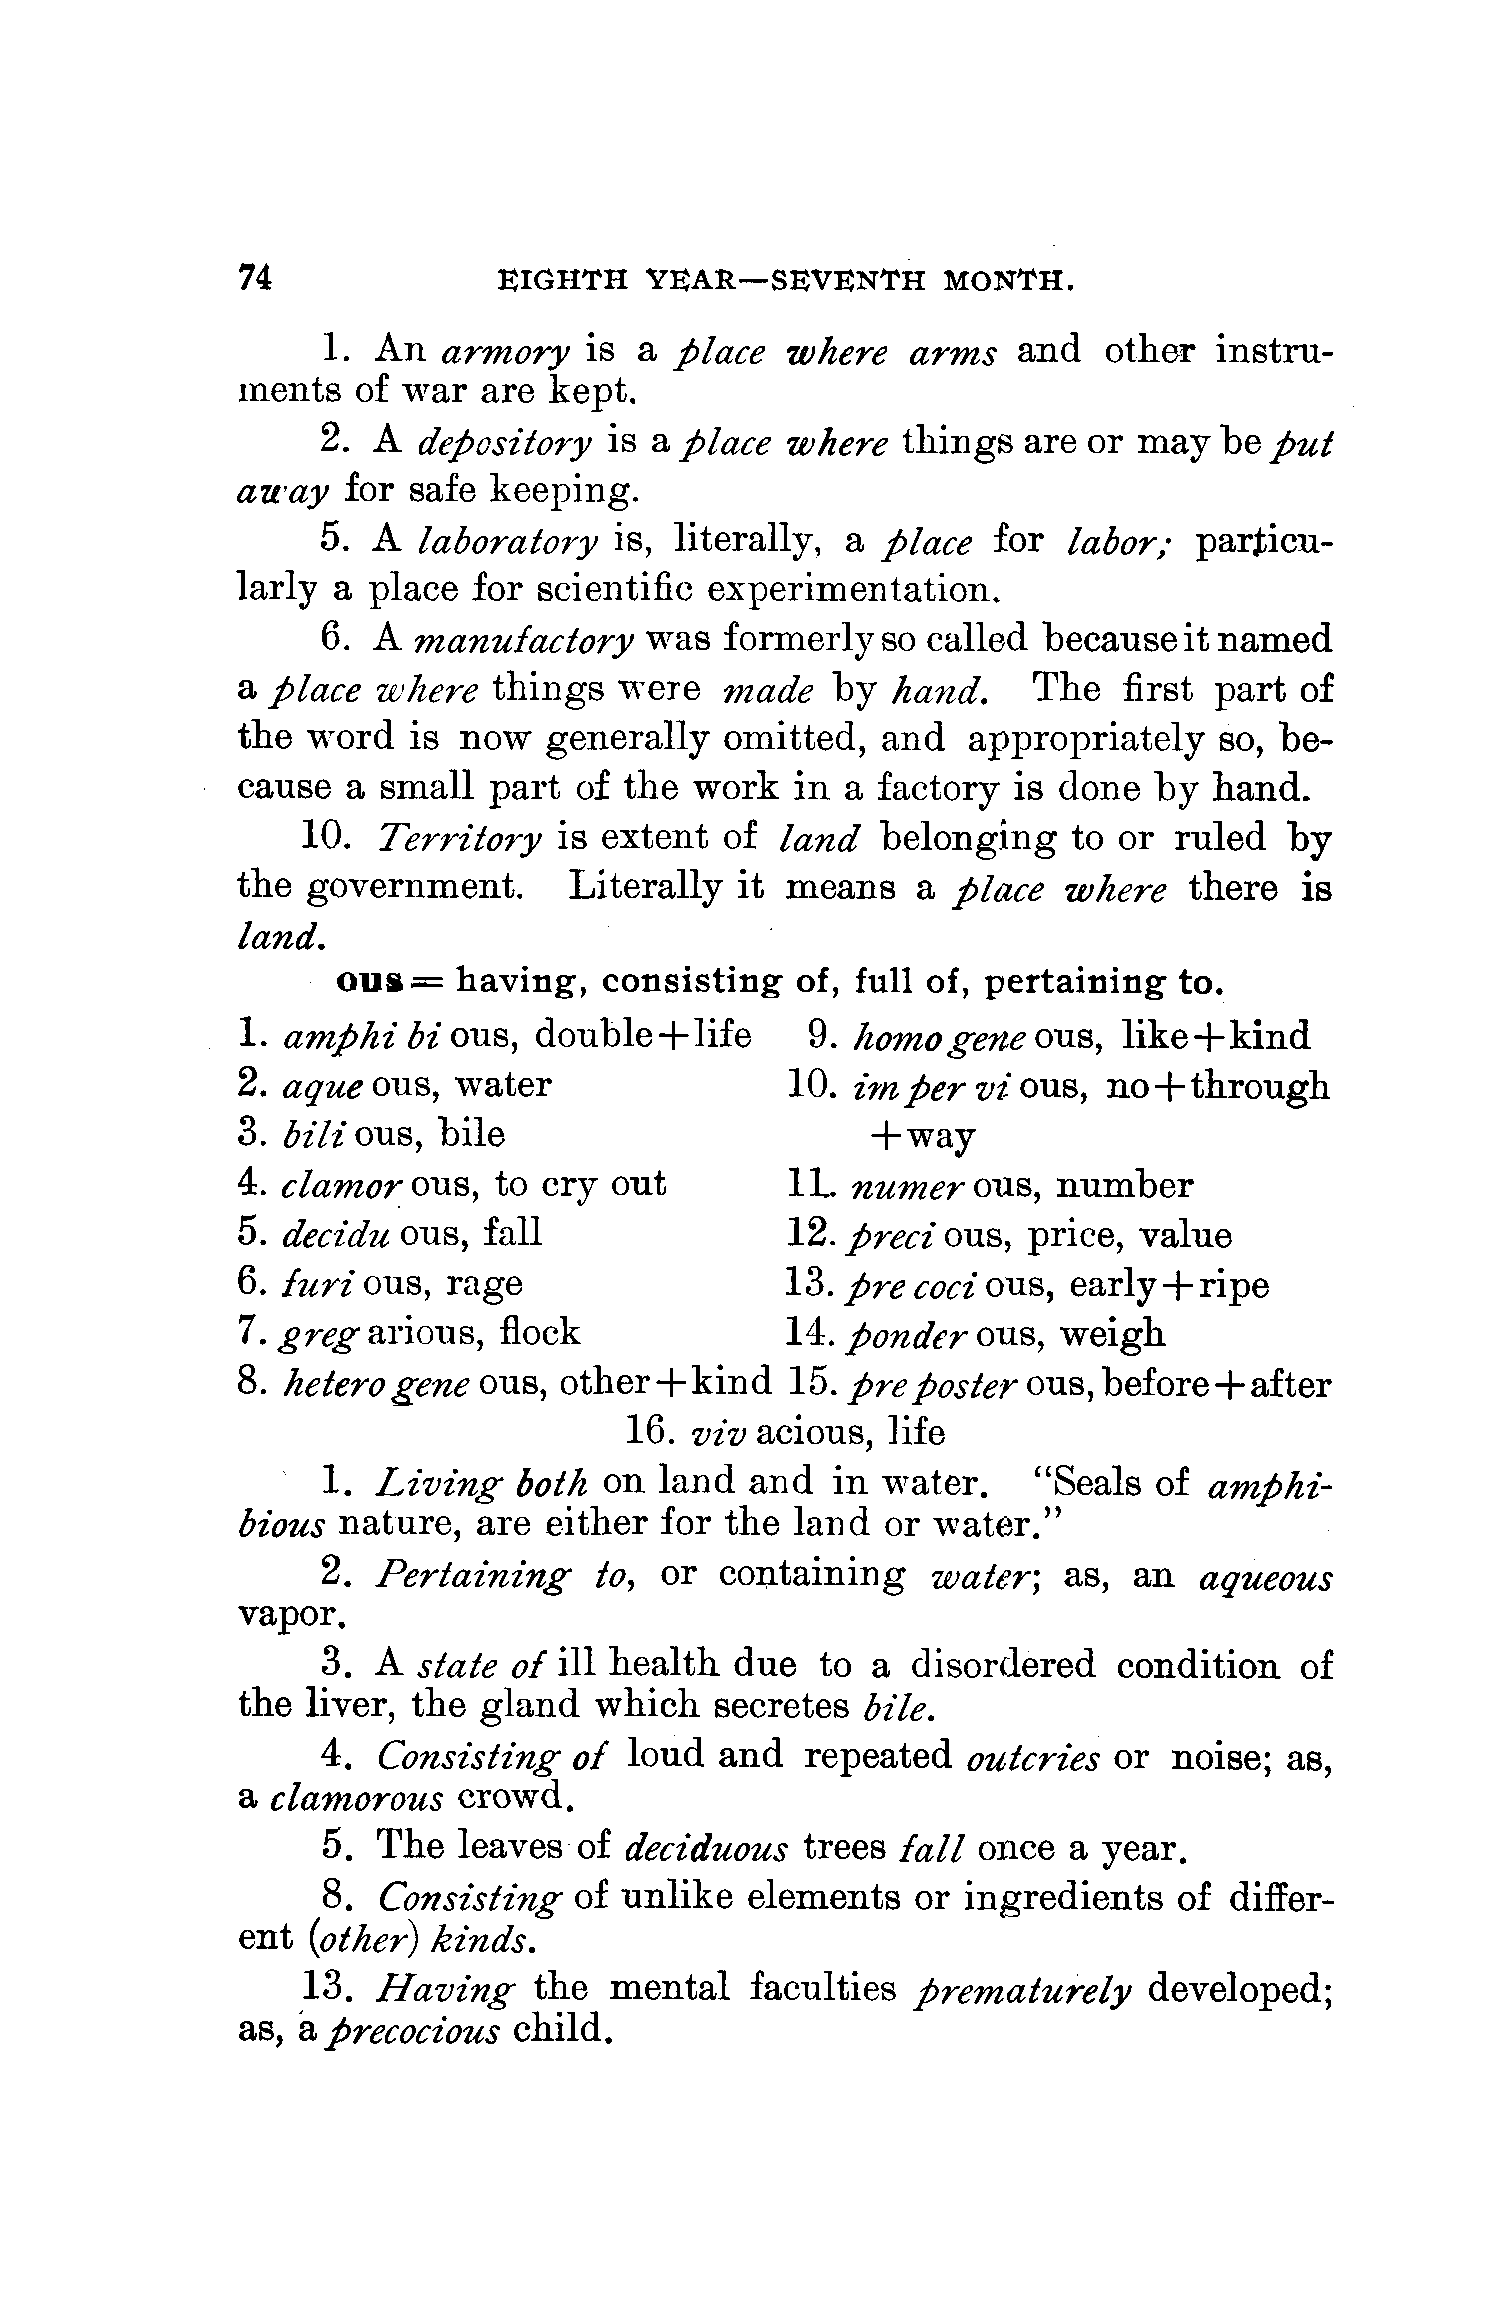 74 EIGHTH YEAR—SEVENTH MONTH.
1. An armory is a place where arms and other instru-
ments of war are kept.
2. A depository is a place where things are or may be put
away for safe keeping.
5. A laboratory is, literally, a place for labor; particu-
larly a place for scientific experimentation.
6. A manufactory was formerly so called because it named
a place where things were made by hand. The first part of
the word is now generally omitted, and appropriately so, be-
cause a small part of the work in a factory is done by hand.
10. Territory is extent of land belonging to or ruled by
the government. Literally it means a place where there is
land.
ous = having, consisting of, full of, pertaining to.
1. amphi bi ous, double+life
2. aque ous, water
3. bili ous, bile
4. clamor ous, to cry out
5. decidu ous, fall
6. furi ous, rage
7. greg arious, flock
8. hetero gene ous, other+kind
9. homo gene ous, like+kind
10. im per vi ous, no+through
+way
11. numer ous, number
12. preci ous, price, value
13. pre coci ous, early+ripe
14. ponder ous, weigh
15. pre poster ous, before+after
16. viv acious, life
1. Living both on land and in water. "Seals of amphi-
bious nature, are either for the land or water."
2. Pertaining to, or containing water; as, an aqueous
vapor.
3. A state of ill health due to a disordered condition of
the liver, the gland which secretes bile.
4. Consisting of loud and repeated outcries or noise; as,
a clamorous crowd.
5. The leaves of deciduous trees fall once a year.
8. Consisting of unlike elements or ingredients of differ-
ent (other) kinds.
13. Having the mental faculties prematurely developed;
as, a precocious child.